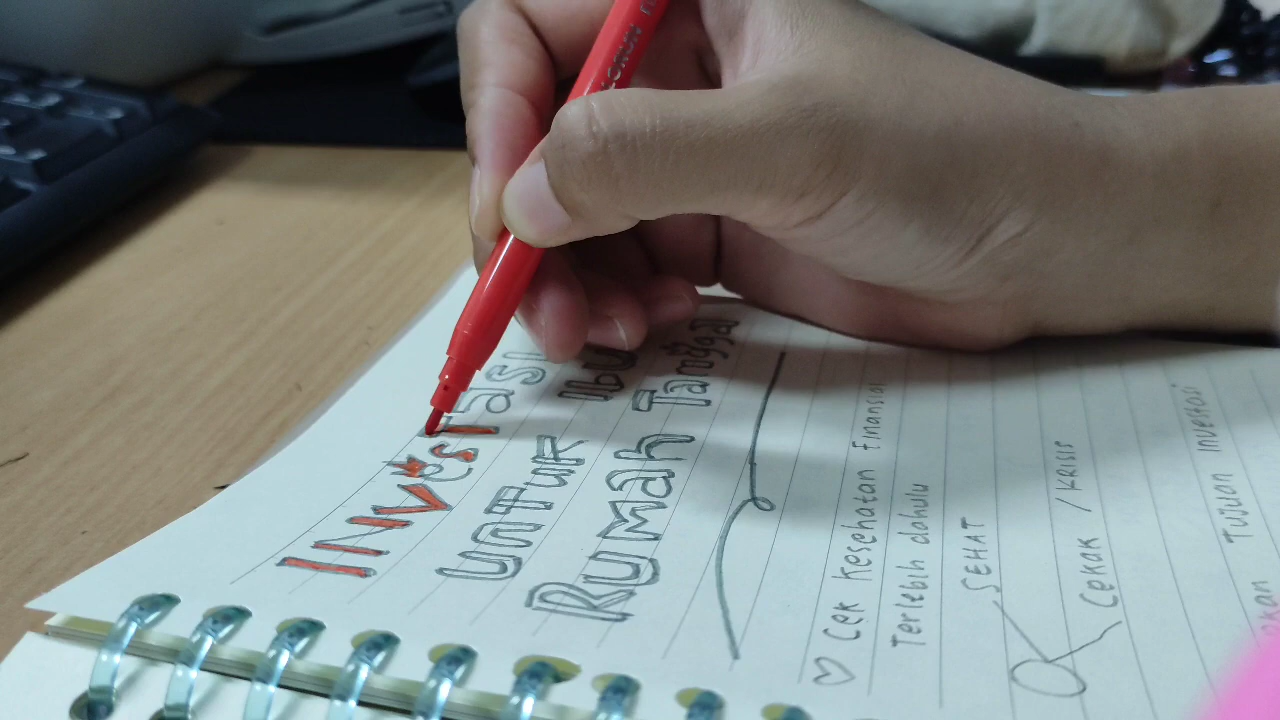 INVesTasi
UNTUK IBU
Rumah Tangga
♡ Cek Kesehatan Finansial
Terlebih dahulu
SEHAT
Cekak / KRISIS
Tujuan Investasi